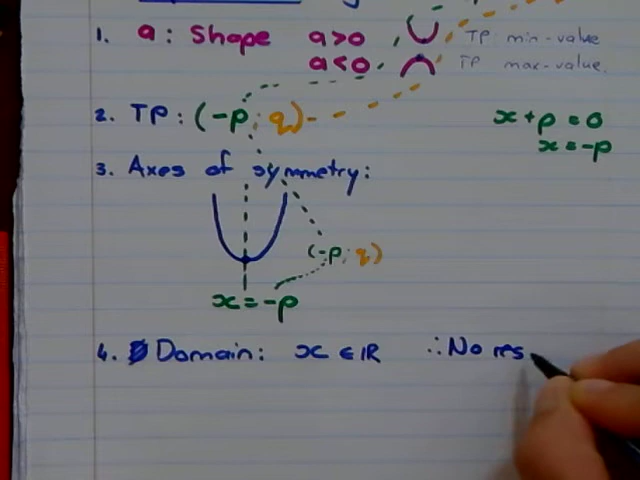 1. a : Shape a>0 TP min-value
a<0 TP max-value.
2. TP : (-p ; q)
x+p=0
x=-p
3. Axes of symmetry:
(-p; q)
x=-p
4. Domain: x ∈ ℝ ∴ No res